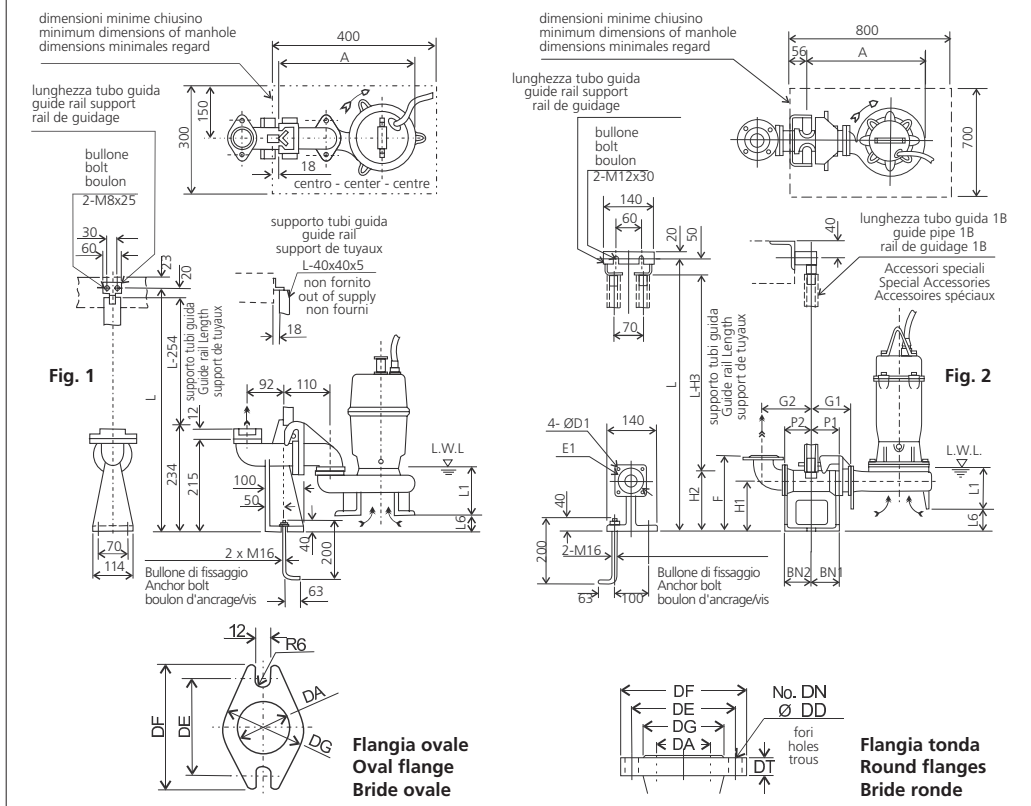 dimensioni minime chiusino
minimum dimensions of manhole
dimensions minimales regard
400
A
300
150
18
centro - center - centre
lunghezza tubo guida
guide rail support
rail de guidage
bullone
bolt
boulon
2-M8x25
30
60
23
20
supporto tubi guida
guide rail
support de tuyaux
L-40x40x5
non fornito
out of supply
non fourni
18
Fig. 1
L
L-254
supporto tubi guida
Guide rail Length
support de tuyaux
12
234
215
92
110
100
50
L.W.L
L1
L6
40
200
70
114
2 x M16
63
Bullone di fissaggio
Anchor bolt
boulon d'ancrage/vis
12
R6
DF
DE
DA
DG
Flangia ovale
Oval flange
Bride ovale
dimensioni minime chiusino
minimum dimensions of manhole
dimensions minimales regard
800
56
A
700
lunghezza tubo guida
guide rail support
rail de guidage
bullone
bolt
boulon
2-M12x30
140
60
20
50
70
40
lunghezza tubo guida 1B
guide pipe 1B
rail de guidage 1B
Accessori speciali
Special Accessories
Accessoires spéciaux
L
L-H3
supporto tubi guida
Guide rail Length
support de tuyaux
Fig. 2
4- ØD1
140
E1
H2
40
200
2-M16
63
100
Bullone di fissaggio
Anchor bolt
boulon d'ancrage/vis
G2
G1
P2
P1
F
H1
L.W.L
L1
L6
BN2
BN1
DF
DE
DG
DA
No. DN
Ø DD
fori
holes
trous
DT
Flangia tonda
Round flanges
Bride ronde